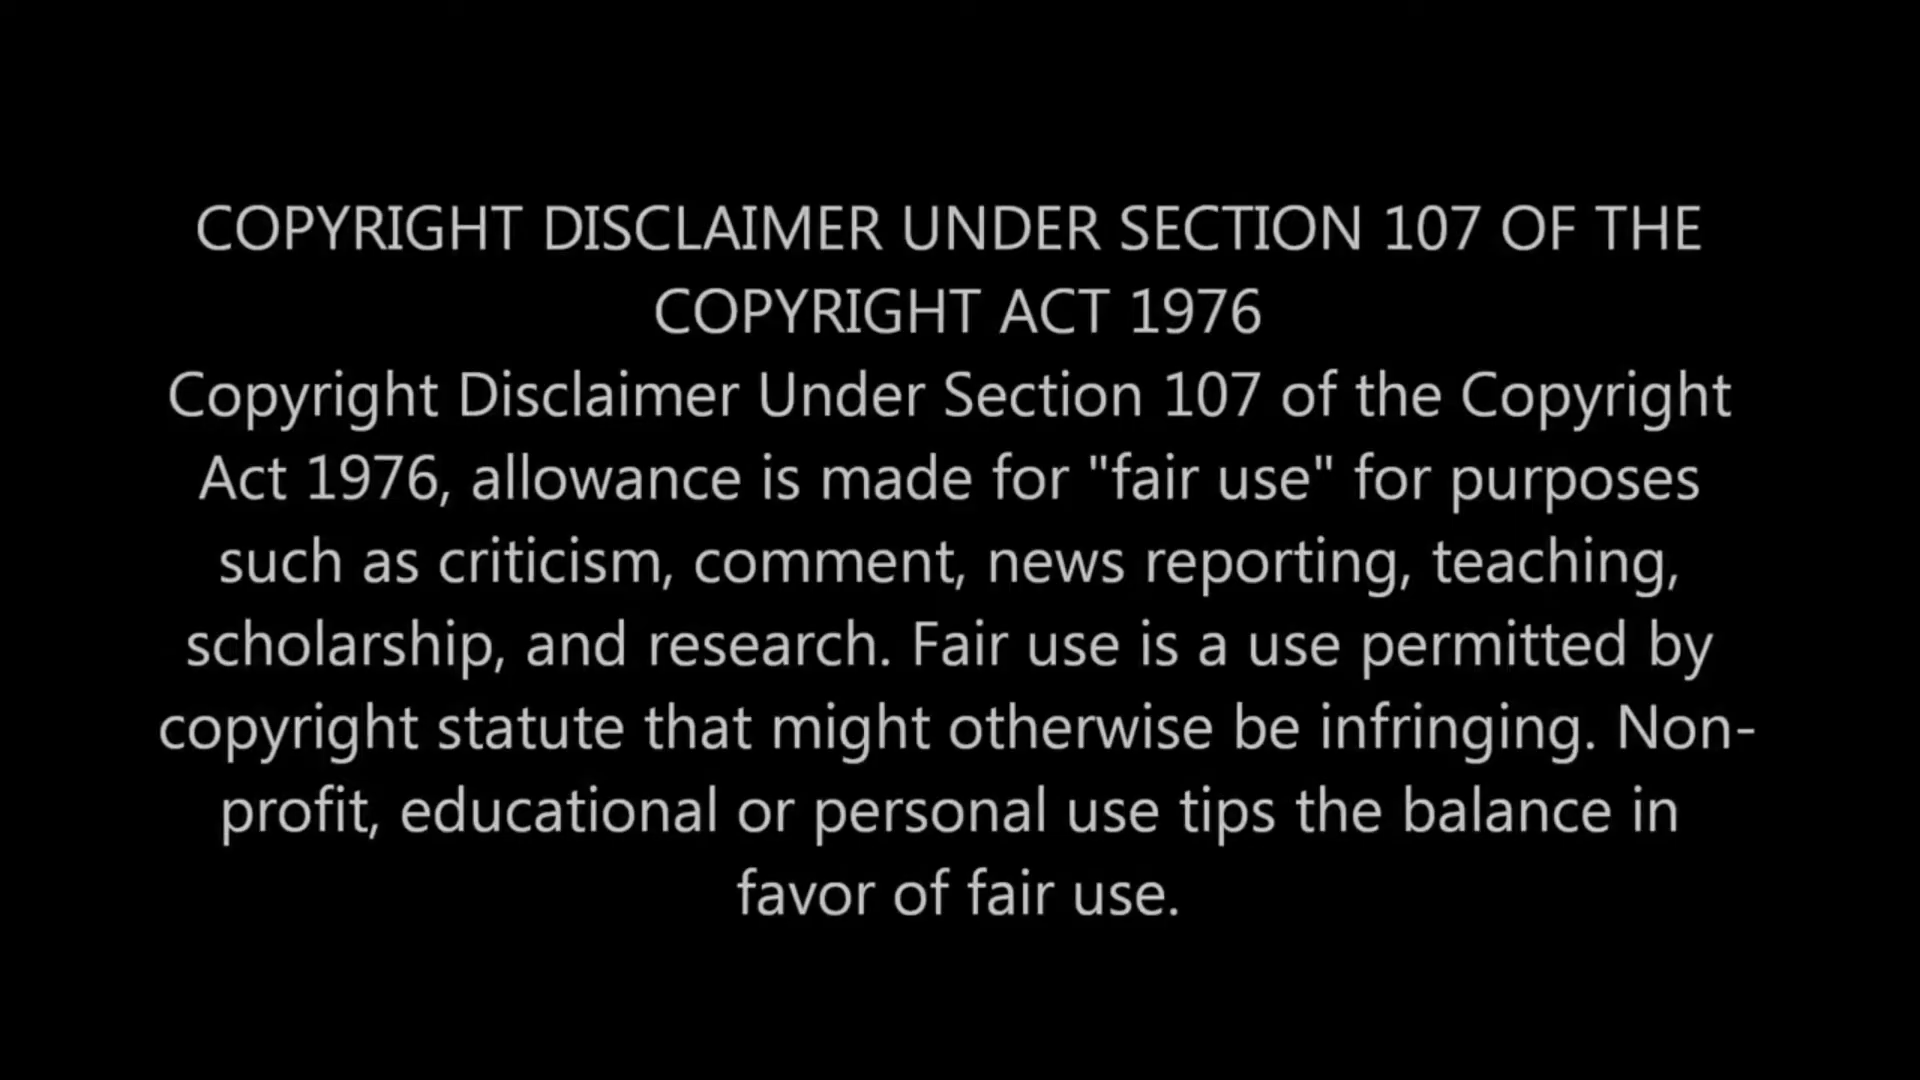 COPYRIGHT DISCLAIMER UNDER SECTION 107 OF THE
COPYRIGHT ACT 1976
Copyright Disclaimer Under Section 107 of the Copyright
Act 1976, allowance is made for "fair use" for purposes
such as criticism, comment, news reporting, teaching,
scholarship, and research. Fair use is a use permitted by
copyright statute that might otherwise be infringing. Non-
profit, educational or personal use tips the balance in
favor of fair use.